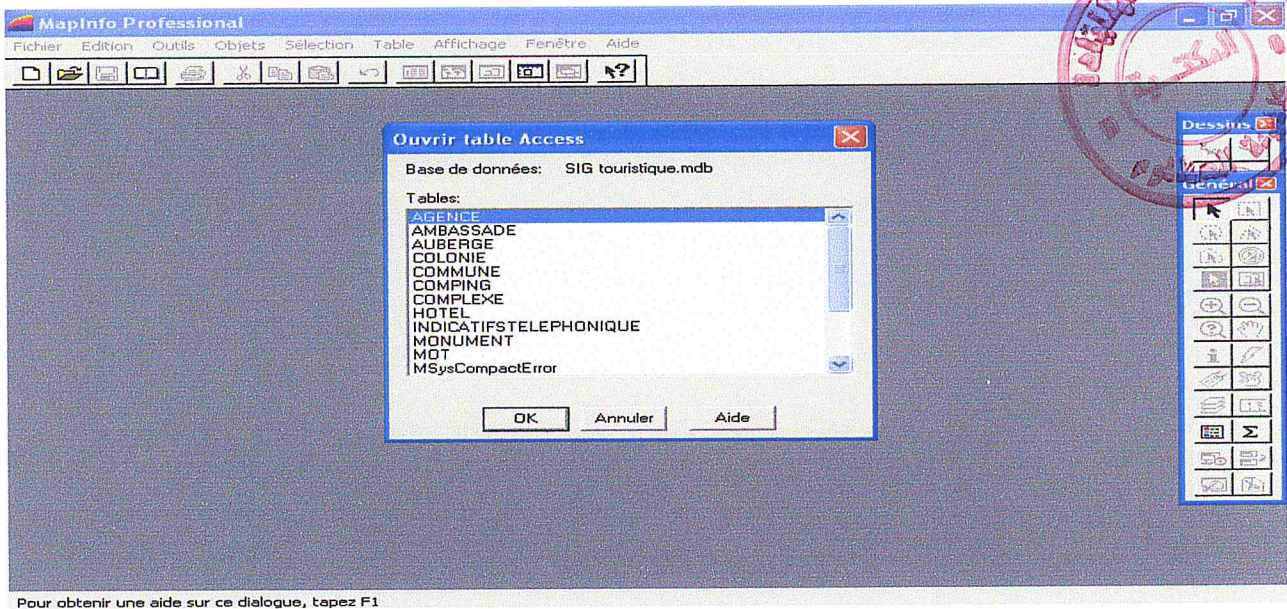 MapInfo Professional
Fichier Edition Outils Objets Sélection Table Affichage Fenêtre Aide
Ouvrir table Access
Base de données: SIG touristique.mdb
Tables:
AGENCE
AMBASSADE
AUBERGE
COLONIE
COMMUNE
COMPING
COMPLEXE
HOTEL
INDICATIFSTELEPHONIQUE
MONUMENT
MOT
MSysCompactError
OK Annuler Aide
Dessins
Général
Pour obtenir une aide sur ce dialogue, tapez F1